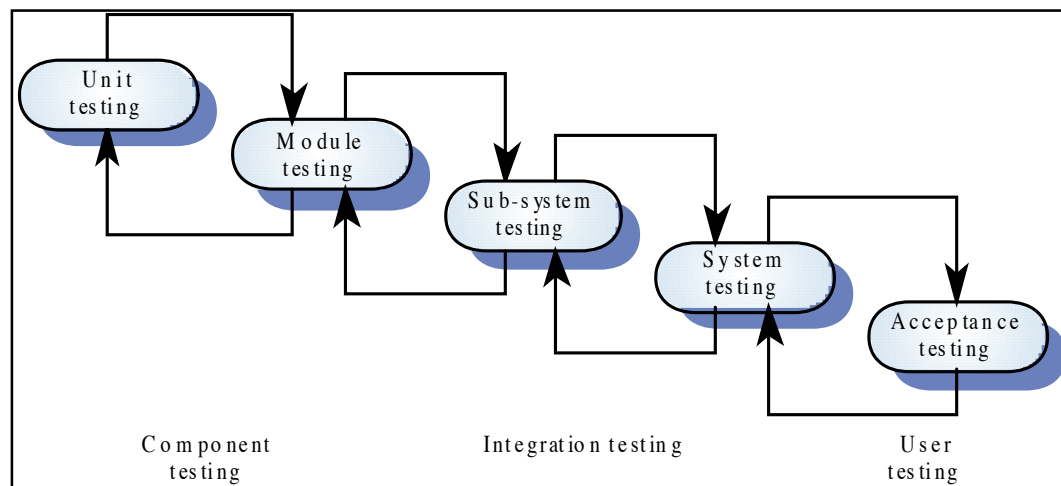 Unit
testing
Module
testing
Sub-system
testing
System
testing
Acceptance
testing
Component
testing
Integration testing
User
testing